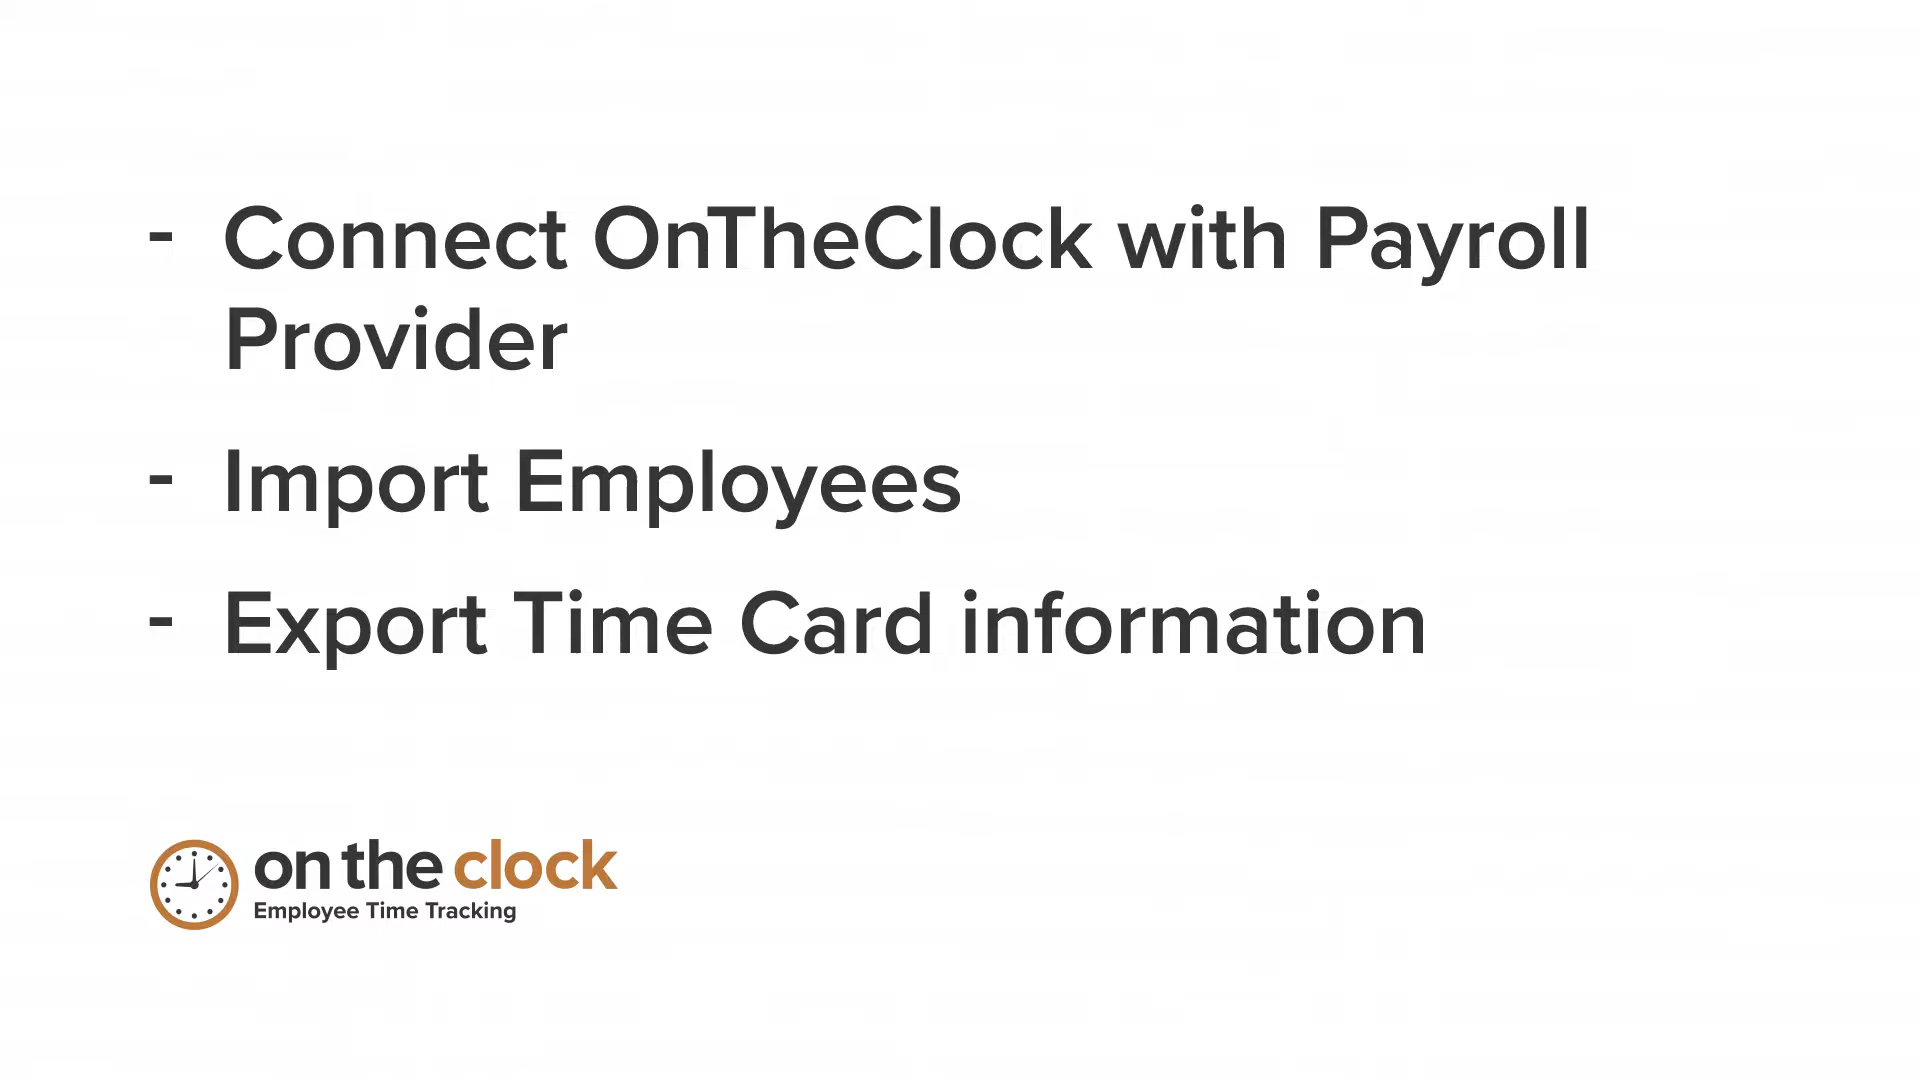 - Connect OnTheClock with Payroll
Provider
- Import Employees
- Export Time Card information
on the clock
Employee Time Tracking